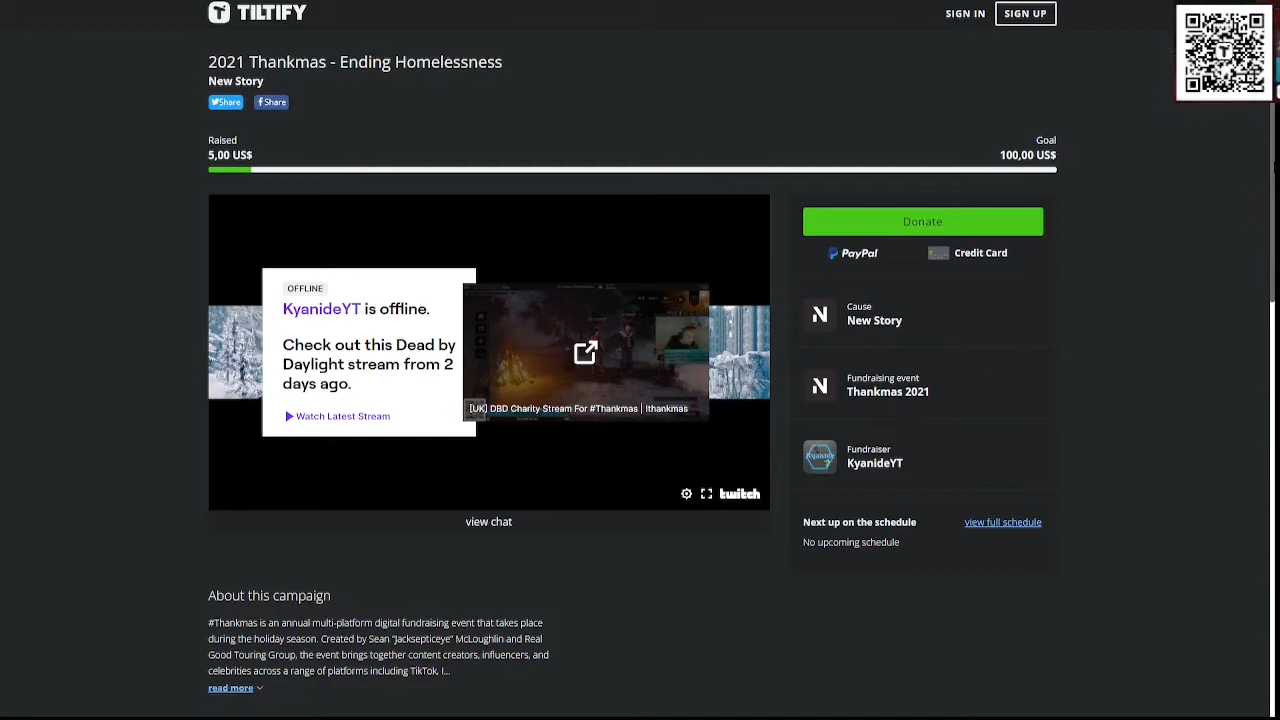 TILTIFY
SIGN IN
SIGN UP
2021 Thankmas - Ending Homelessness
New Story
Share
Share
Raised
Goal
5,00 US$
100,00 US$
Donate
PayPal
Credit Card
OFFLINE
KyanideYT is offline.
Check out this Dead by
Daylight stream from 2
days ago.
Watch Latest Stream
[UK] DBD Charity Stream For #Thankmas | !thankmas
twitch
view chat
Cause
New Story
Fundraising event
Thankmas 2021
Kyanide
Fundraiser
KyanideYT
Next up on the schedule
view full schedule
No upcoming schedule
About this campaign
#Thankmas is an annual multi-platform digital fundraising event that takes place
during the holiday season. Created by Sean "Jacksepticeye" McLoughlin and Real
Good Touring Group, the event brings together content creators, influencers, and
celebrities across a range of platforms including TikTok, I...
read more